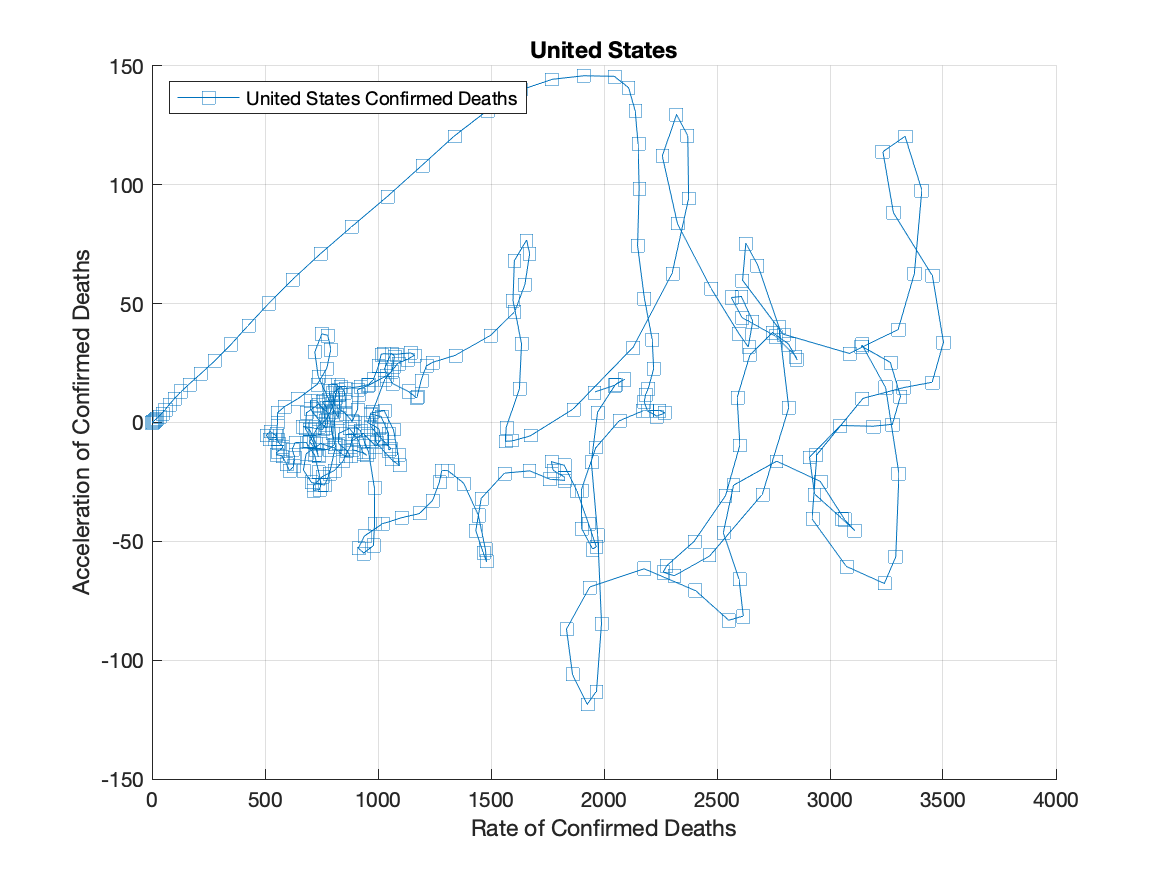 United States
150
United States Confirmed Deaths
100
50
0
-50
-100
-150
Acceleration of Confirmed Deaths
0 500 1000 1500 2000 2500 3000 3500 4000
Rate of Confirmed Deaths